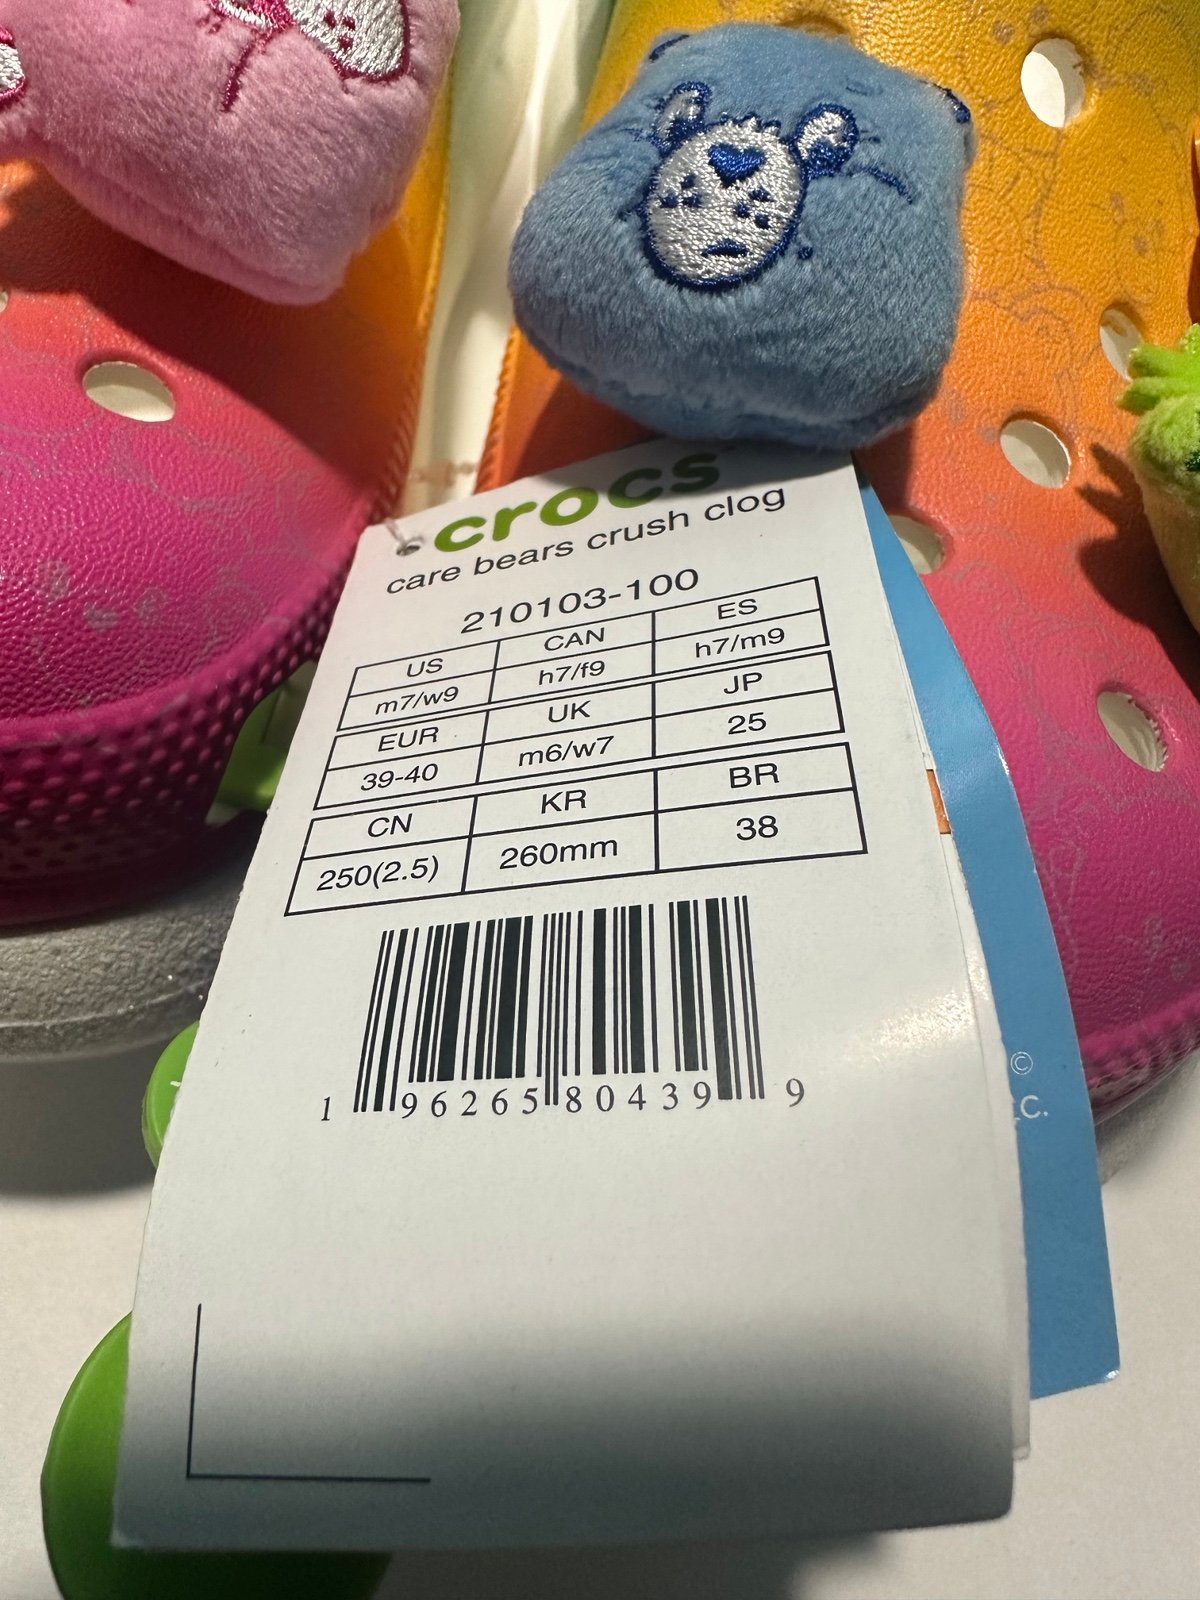 crocs
care bears crush clog
210103-100
US CAN ES
m7/w9 h7/f9 h7/m9
EUR UK JP
39-40 m6/w7 25
CN KR BR
250(2.5) 260mm 38
1 96265 80439 9
©
C.